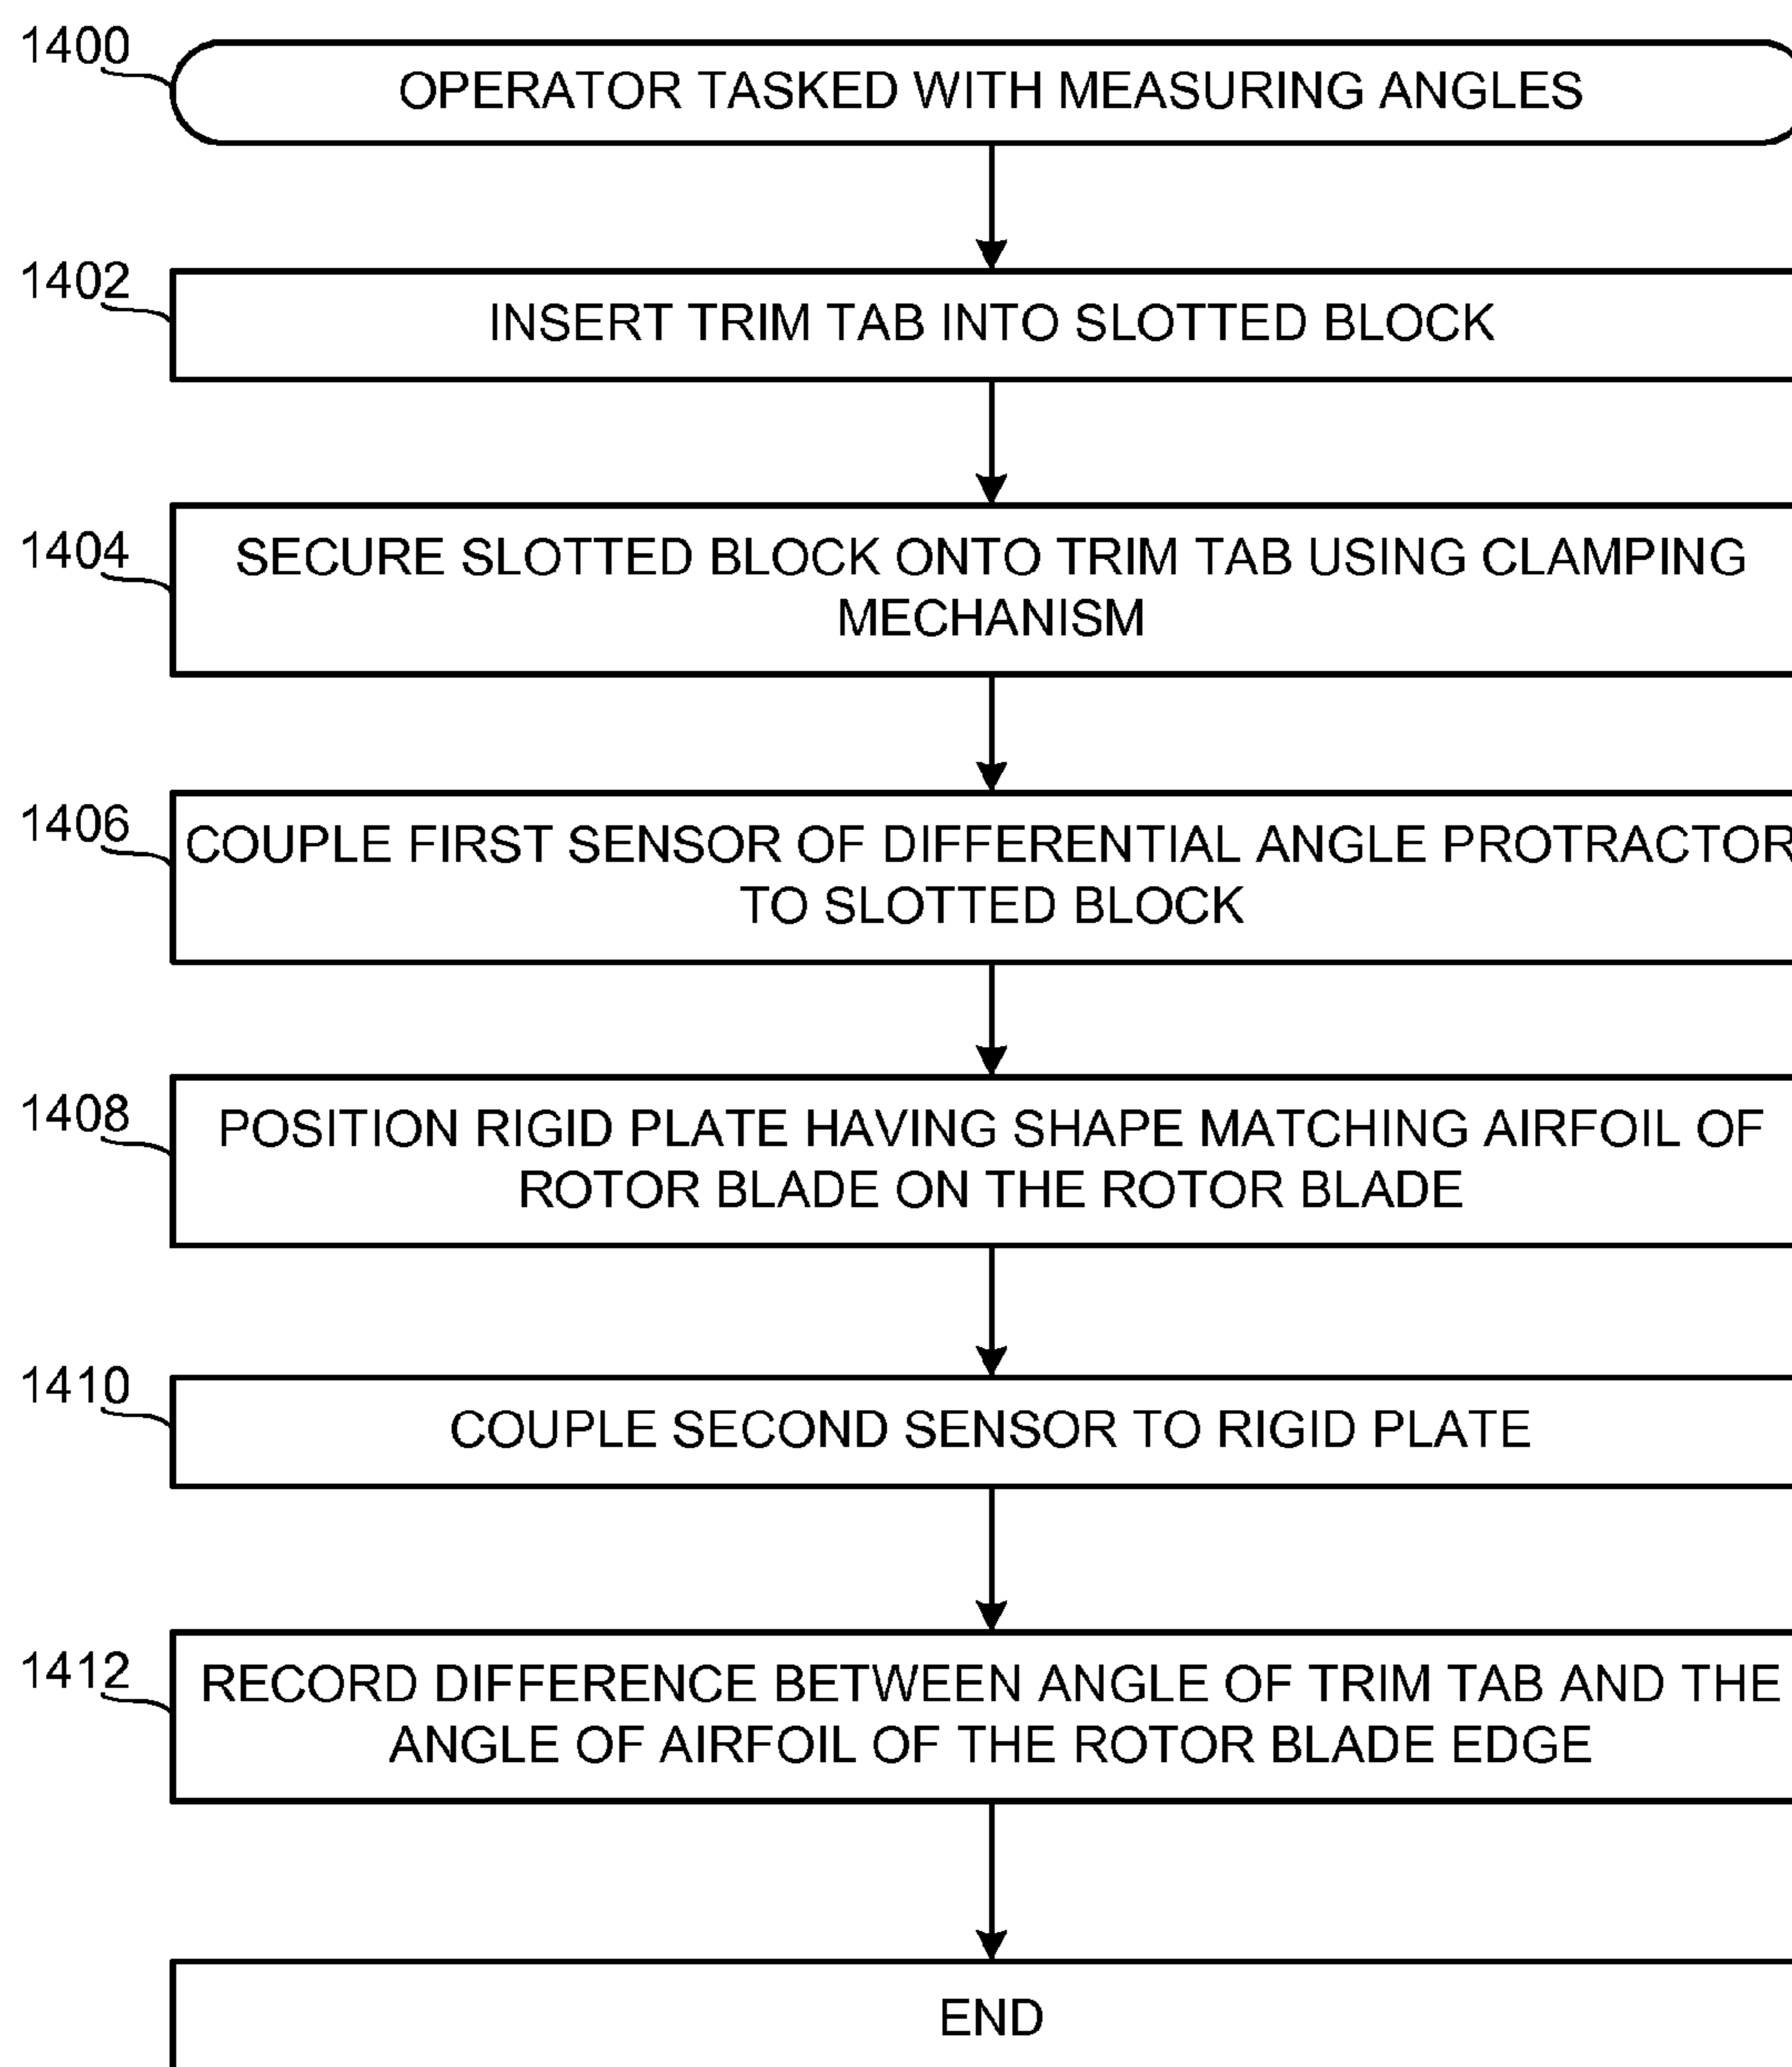 1400
OPERATOR TASKED WITH MEASURING ANGLES
1402
INSERT TRIM TAB INTO SLOTTED BLOCK
1404
SECURE SLOTTED BLOCK ONTO TRIM TAB USING CLAMPING
MECHANISM
1406
COUPLE FIRST SENSOR OF DIFFERENTIAL ANGLE PROTRACTOR
TO SLOTTED BLOCK
1408
POSITION RIGID PLATE HAVING SHAPE MATCHING AIRFOIL OF
ROTOR BLADE ON THE ROTOR BLADE
1410
COUPLE SECOND SENSOR TO RIGID PLATE
1412
RECORD DIFFERENCE BETWEEN ANGLE OF TRIM TAB AND THE
ANGLE OF AIRFOIL OF THE ROTOR BLADE EDGE
END